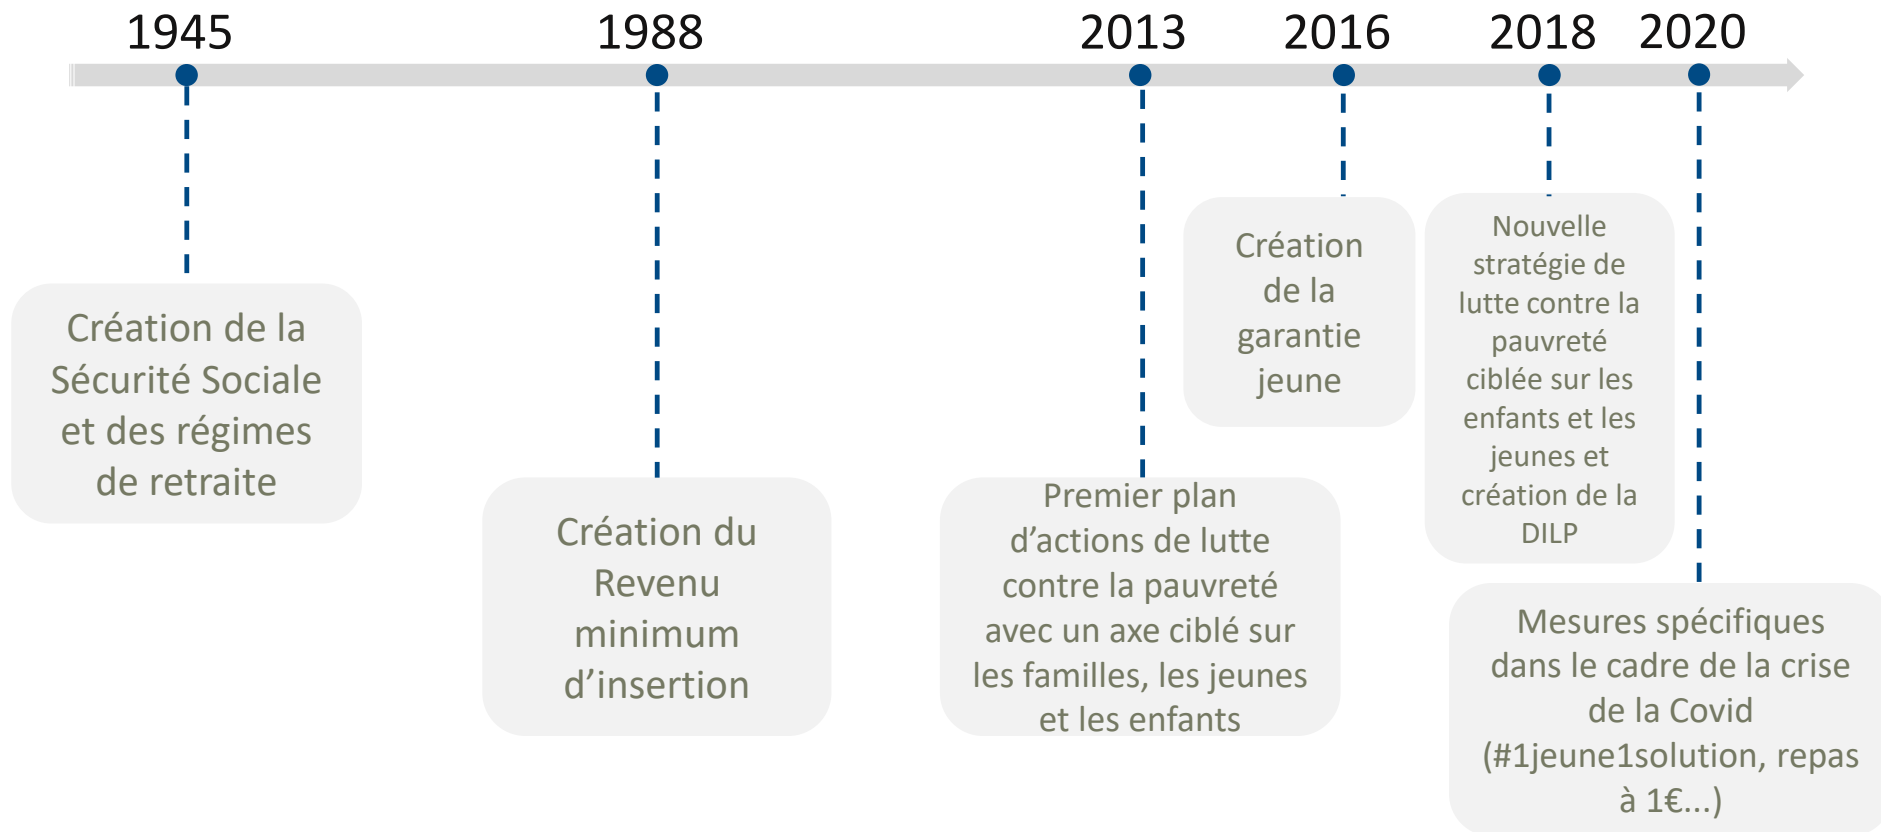 1945
1988
2013
2016
2018
2020
Création de la
Sécurité Sociale
et des régimes
de retraite
Création du
Revenu
minimum
d’insertion
Premier plan
d’actions de lutte
contre la pauvreté
avec un axe ciblé sur
les familles, les jeunes
et les enfants
Création
de la
garantie
jeune
Nouvelle
stratégie de
lutte contre la
pauvreté
ciblée sur les
enfants et les
jeunes et
création de la
DILP
Mesures spécifiques
dans le cadre de la crise
de la Covid
(#1jeune1solution, repas
à 1€...)